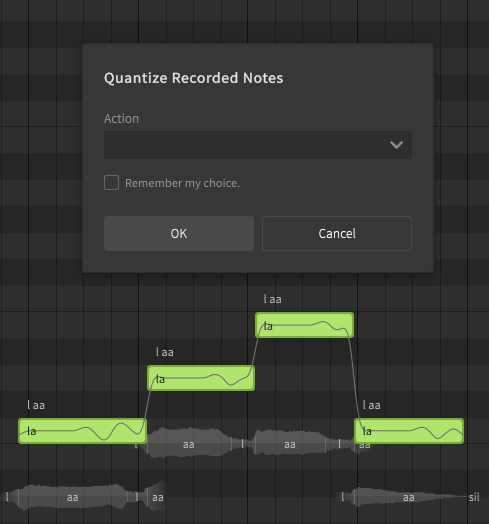 Quantize Recorded Notes
Action
Remember my choice.
OK
Cancel
l aa
la
l aa
la
l aa
la
l aa
la
l aa l aa l aa
l aa l aa l aa sil